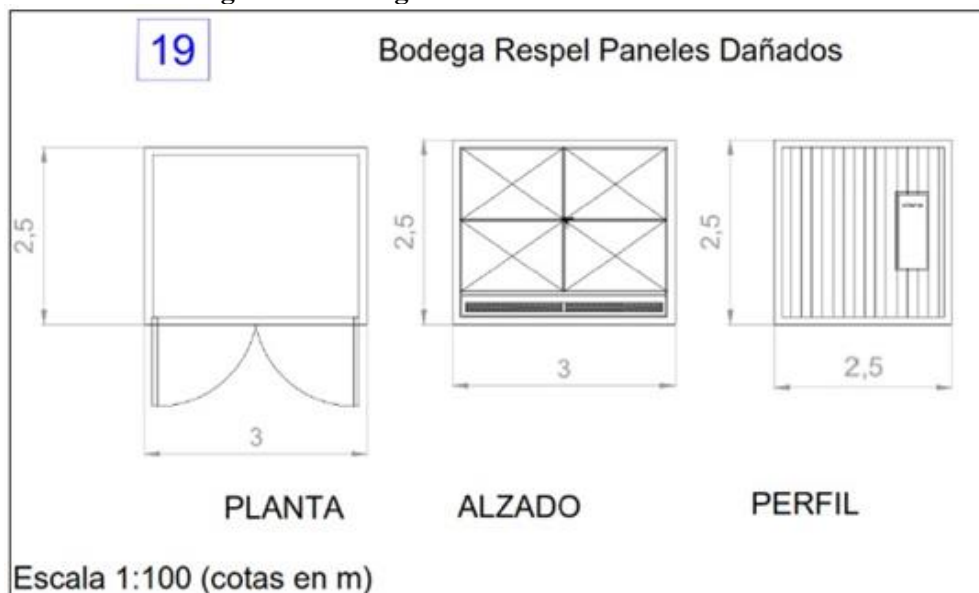 19
Bodega Respel Paneles Dañados
2,5
3
2,5
3
2,5
2,5
PLANTA
ALZADO
PERFIL
Escala 1:100 (cotas en m)